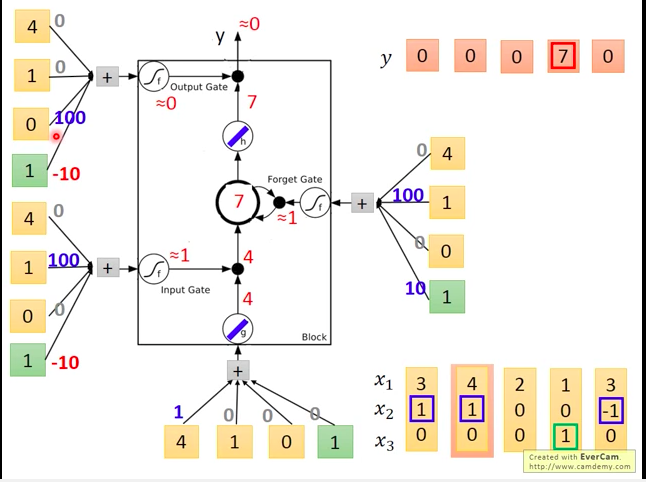 4 0
1 0
0 100
1 -10
+
f
Output Gate
≈0
y ≈0
7
h
y 0 0 0 7 0
Forget Gate
7
≈1
f
+
0 4
100 1
0 0
10 1
4 0
1 100
0 0
1 -10
+
f
≈1
Input Gate
4
4
g
Block
+
1 0 0 0
4 1 0 1
x₁ 3 4 2 1 3
x₂ 1 1 0 0 -1
x₃ 0 0 0 1 0
Created with EverCam.
http://www.camdemy.com